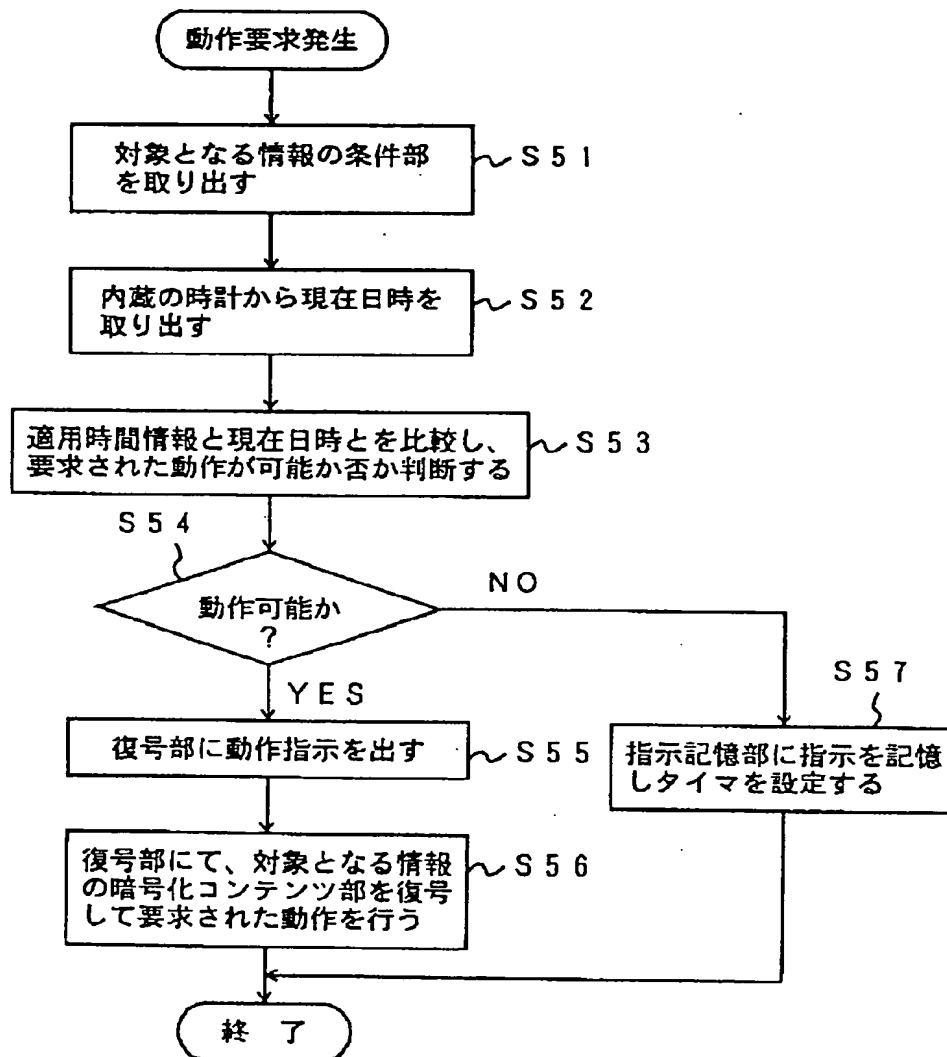 動作要求発生
対象となる情報の条件部
を取り出す
S51
内蔵の時計から現在日時を
取り出す
S52
適用時間情報と現在日時とを比較し、
要求された動作が可能か否か判断する
S53
S54
動作可能か
?
NO
YES
復号部に動作指示を出す
S55
S57
指示記憶部に指示を記憶
しタイマを設定する
復号部にて、対象となる情報
の暗号化コンテンツ部を復号
して要求された動作を行う
S56
終 了